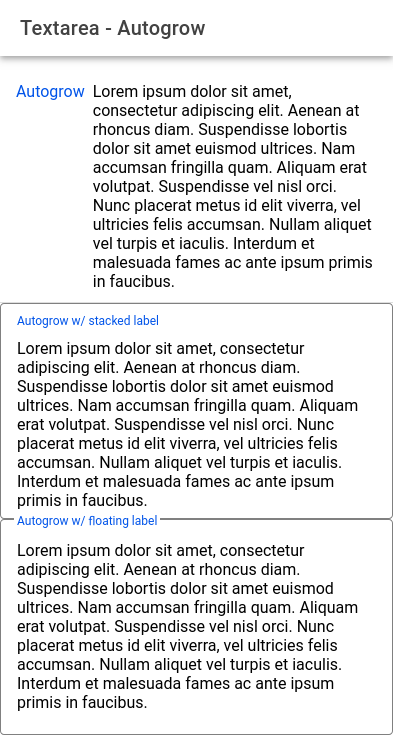 Textarea - Autogrow
Autogrow Lorem ipsum dolor sit amet,
consectetur adipiscing elit. Aenean at
rhoncus diam. Suspendisse lobortis
dolor sit amet euismod ultrices. Nam
accumsan fringilla quam. Aliquam erat
volutpat. Suspendisse vel nisl orci.
Nunc placerat metus id elit viverra, vel
ultricies felis accumsan. Nullam aliquet
vel turpis et iaculis. Interdum et
malesuada fames ac ante ipsum primis
in faucibus.
Autogrow w/ stacked label
Lorem ipsum dolor sit amet, consectetur
adipiscing elit. Aenean at rhoncus diam.
Suspendisse lobortis dolor sit amet euismod
ultrices. Nam accumsan fringilla quam. Aliquam
erat volutpat. Suspendisse vel nisl orci. Nunc
placerat metus id elit viverra, vel ultricies felis
accumsan. Nullam aliquet vel turpis et iaculis.
Interdum et malesuada fames ac ante ipsum
primis in faucibus.
Autogrow w/ floating label
Lorem ipsum dolor sit amet, consectetur
adipiscing elit. Aenean at rhoncus diam.
Suspendisse lobortis dolor sit amet euismod
ultrices. Nam accumsan fringilla quam. Aliquam
erat volutpat. Suspendisse vel nisl orci. Nunc
placerat metus id elit viverra, vel ultricies felis
accumsan. Nullam aliquet vel turpis et iaculis.
Interdum et malesuada fames ac ante ipsum
primis in faucibus.